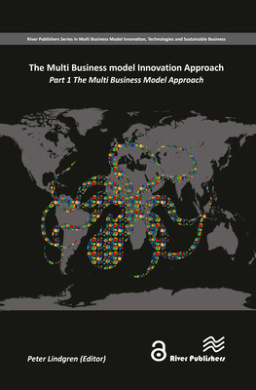 River Publishers Series in Multi Business Model Innovation, Technologies and Sustainable Business
The Multi Business model Innovation Approach
Part 1 The Multi Business Model Approach
Peter Lindgren (Editor)
River Publishers